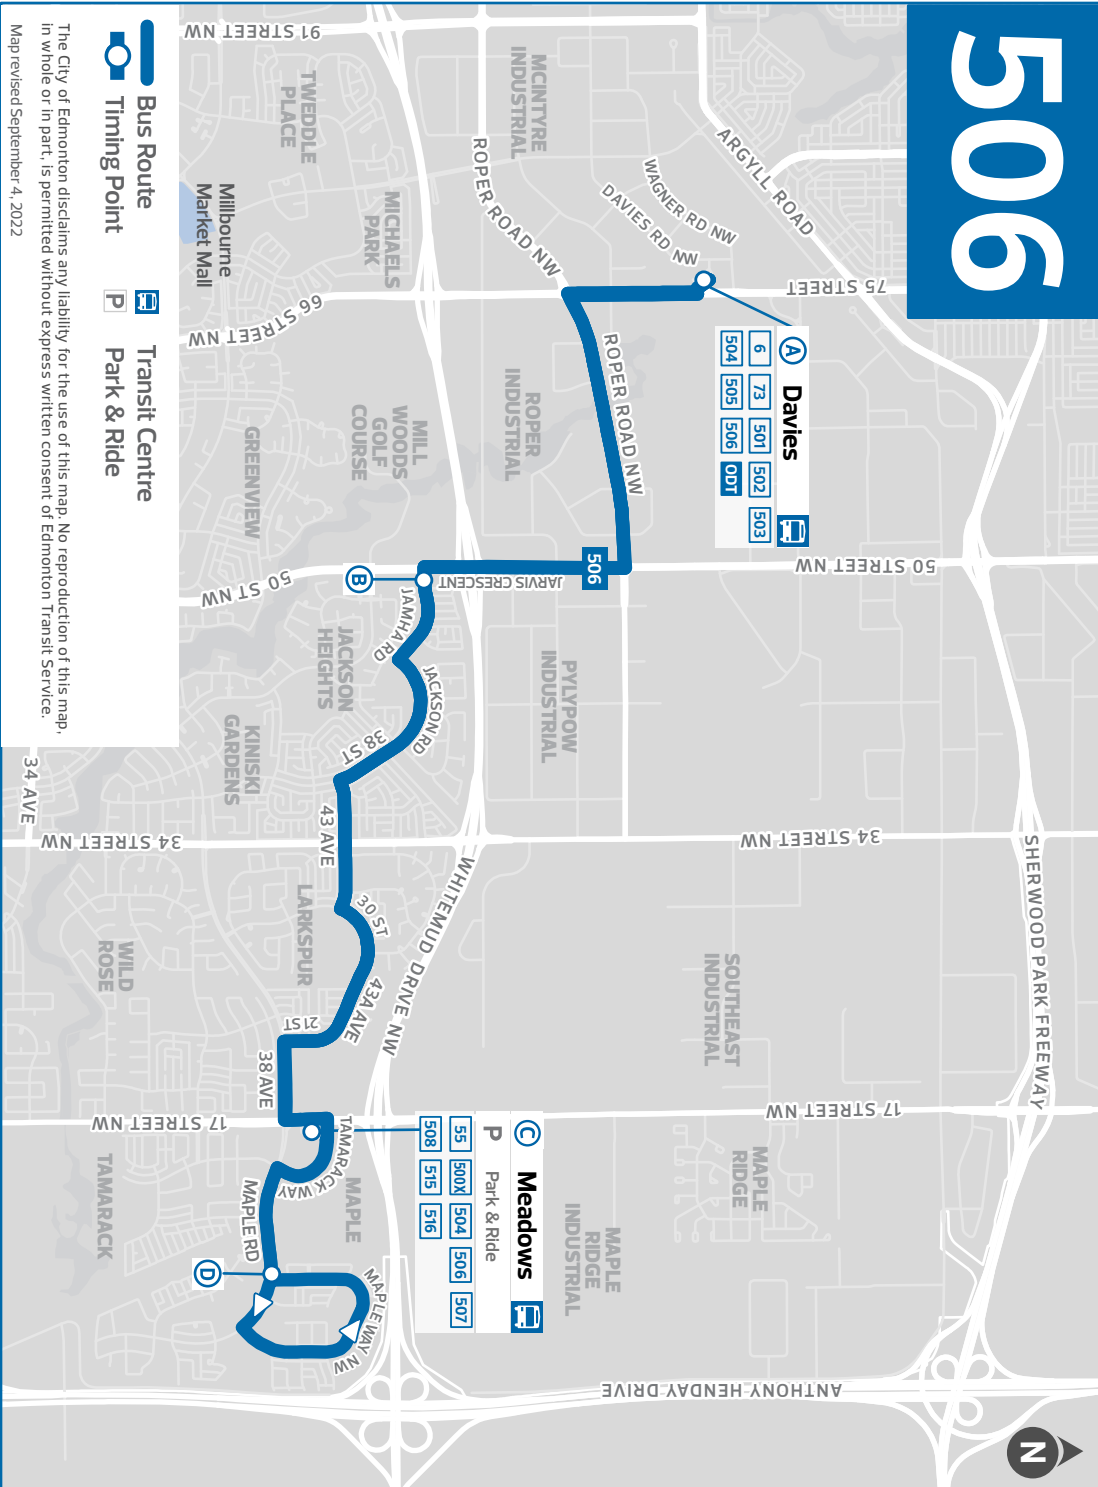 506
91 STREET NW
TWEDDLE
PLACE
MCINTYRE
INDUSTRIAL
ROPER ROAD NW
ARGYLL ROAD
WAGNER RD NW
DAVIES RD NW
75 STREET
MICHAELS
PARK
66 STREET NW
Millbourne
Market Mall
A Davies
6 73 501 502 503
504 505 506 ODT
ROPER ROAD NW
ROPER
INDUSTRIAL
MILL
WOODS
GOLF
COURSE
GREENVIEW
50 STREET NW
506
JARVIS CRESCENT
B
50 ST NW
JAMHA RD
JACKSON RD
JACKSON
HEIGHTS
38 ST
KINISKI
GARDENS
PYLYPOW
INDUSTRIAL
43 AVE
34 AVE
34 STREET NW
34 STREET NW
SHERWOOD PARK FREEWAY
WHITEMUD DRIVE NW
30 ST
LARKSPUR
43A AVE
21 ST
38 AVE
WILD
ROSE
SOUTHEAST
INDUSTRIAL
17 STREET NW
17 STREET NW
C Meadows
P Park & Ride
55 500X 504 506 507
508 515 516
TAMARACK WAY
MAPLE
MAPLE RD
TAMARACK
D
MAPLE WAY NW
MAPLE
RIDGE
MAPLE
RIDGE
INDUSTRIAL
ANTHONY HENDAY DRIVE
N
Bus Route
Timing Point
Transit Centre
P Park & Ride
The City of Edmonton disclaims any liability for the use of this map. No reproduction of this map,
in whole or in part, is permitted without express written consent of Edmonton Transit Service.
Map revised September 4, 2022